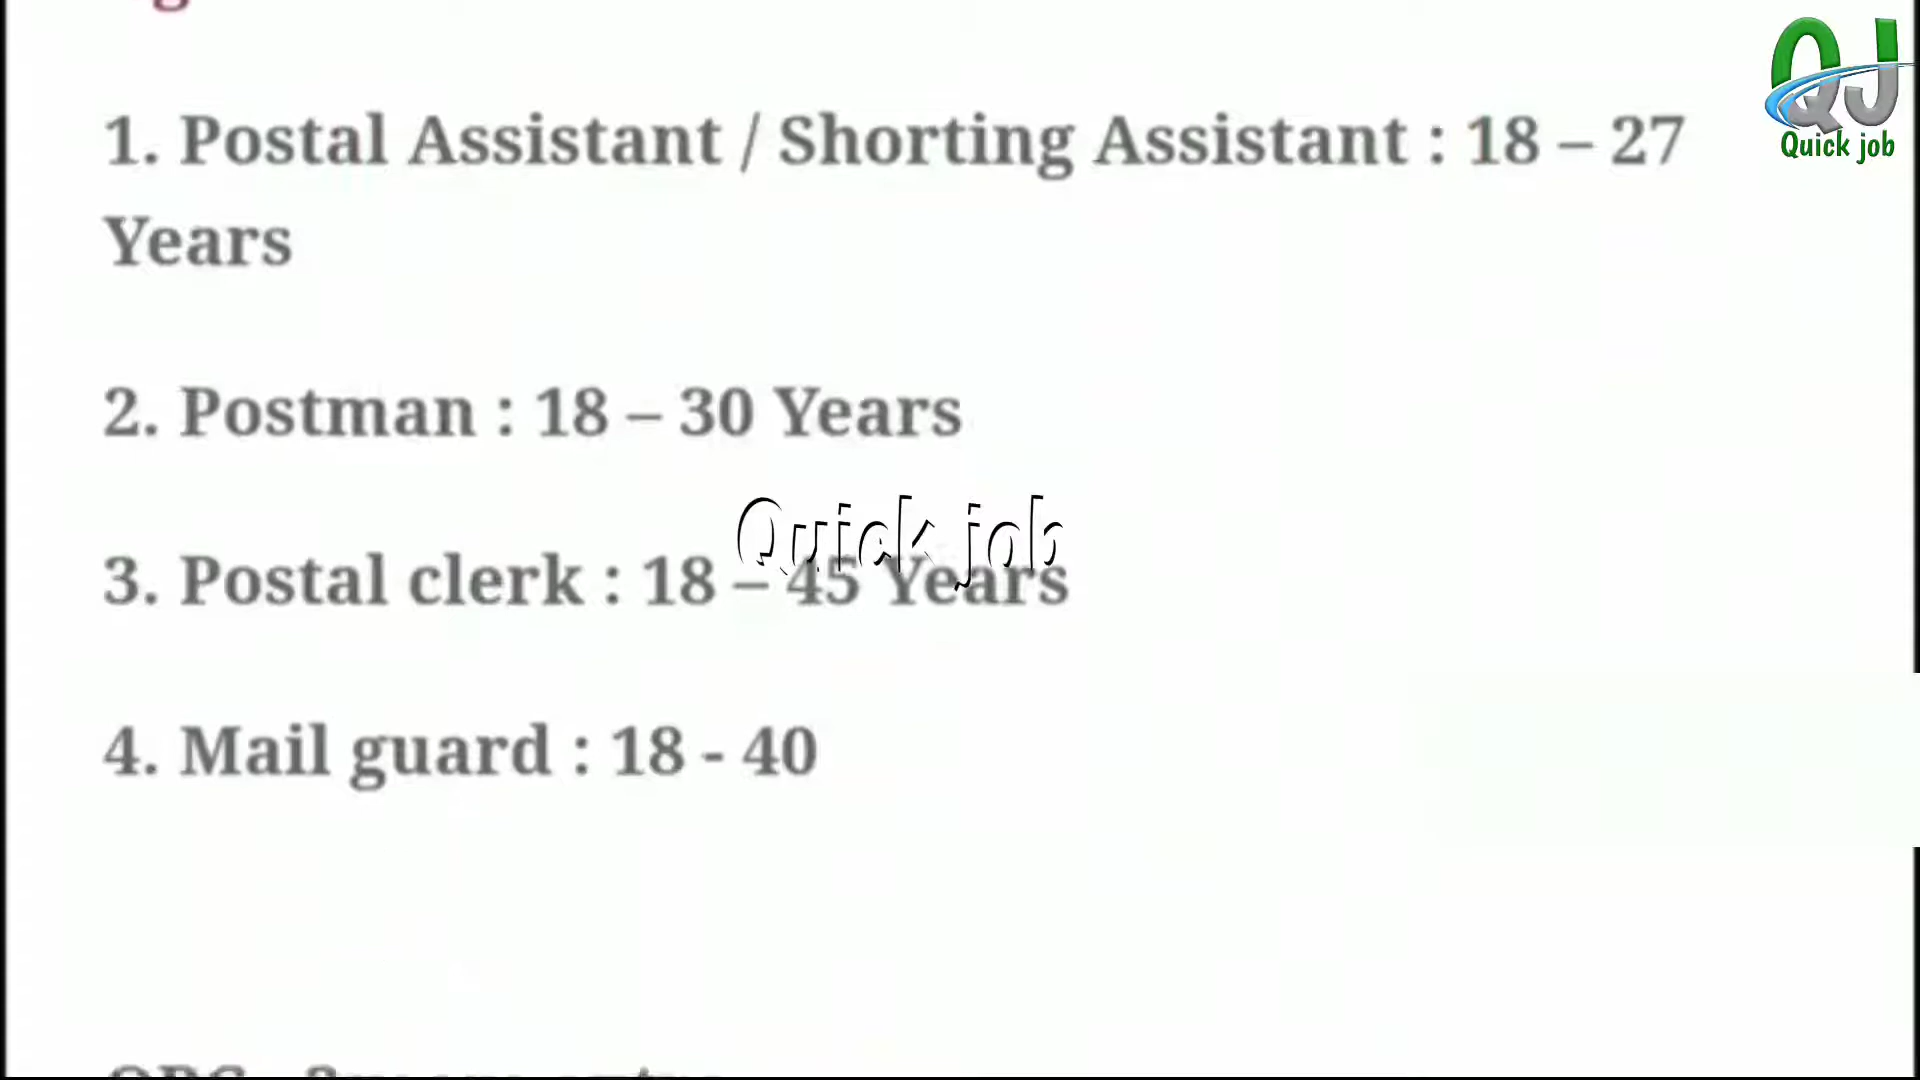 QJ
Quick job
1. Postal Assistant / Shorting Assistant : 18 – 27
Years
2. Postman : 18 – 30 Years
Quick job
3. Postal clerk : 18 – 45 Years
4. Mail guard : 18 - 40